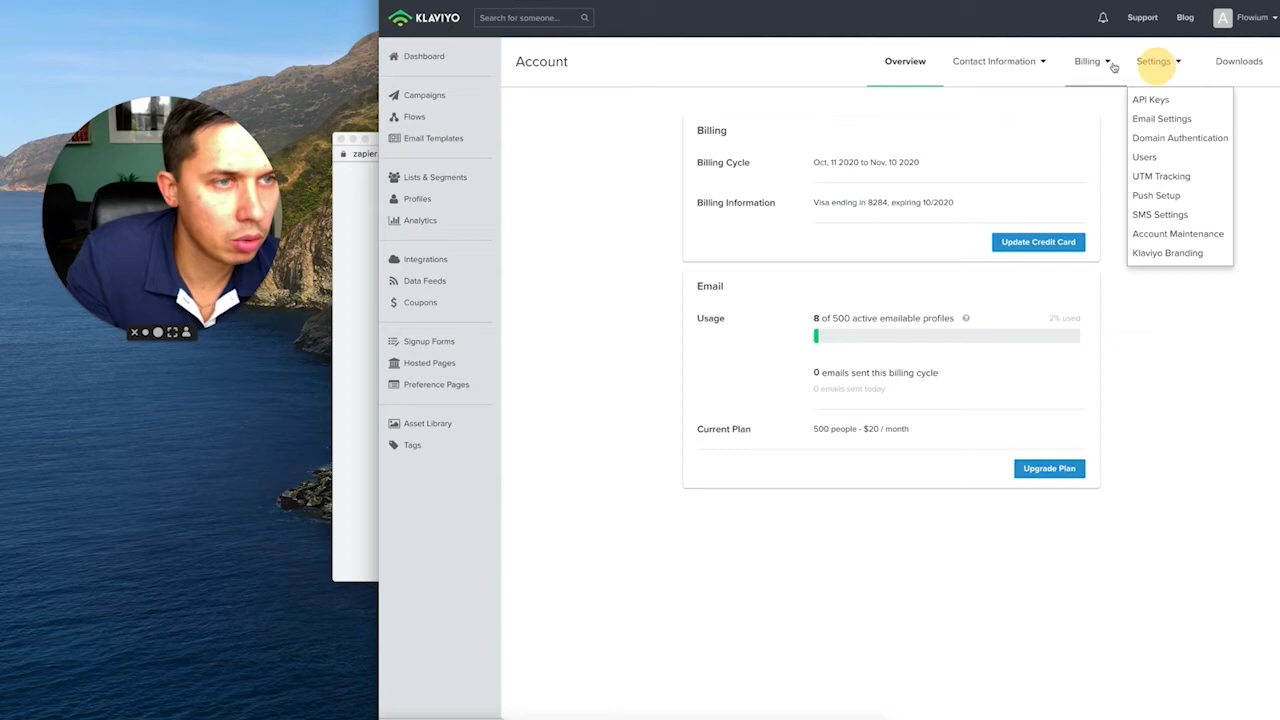 KLAVIYO
Search for someone...
Support
Blog
A
Flowium
Dashboard
Campaigns
Flows
Email Templates
Lists & Segments
Profiles
Analytics
Integrations
Data Feeds
Coupons
Signup Forms
Hosted Pages
Preference Pages
Asset Library
Tags
zapier.
Account
Overview
Contact Information
Billing
Settings
Downloads
API Keys
Email Settings
Domain Authentication
Users
UTM Tracking
Push Setup
SMS Settings
Account Maintenance
Klaviyo Branding
Billing
Billing Cycle
Oct, 11 2020 to Nov, 10 2020
Billing Information
Visa ending in 8284, expiring 10/2020
Update Credit Card
Email
Usage
8 of 500 active emailable profiles
2% used
0 emails sent this billing cycle
0 emails sent today
Current Plan
500 people - $20 / month
Upgrade Plan